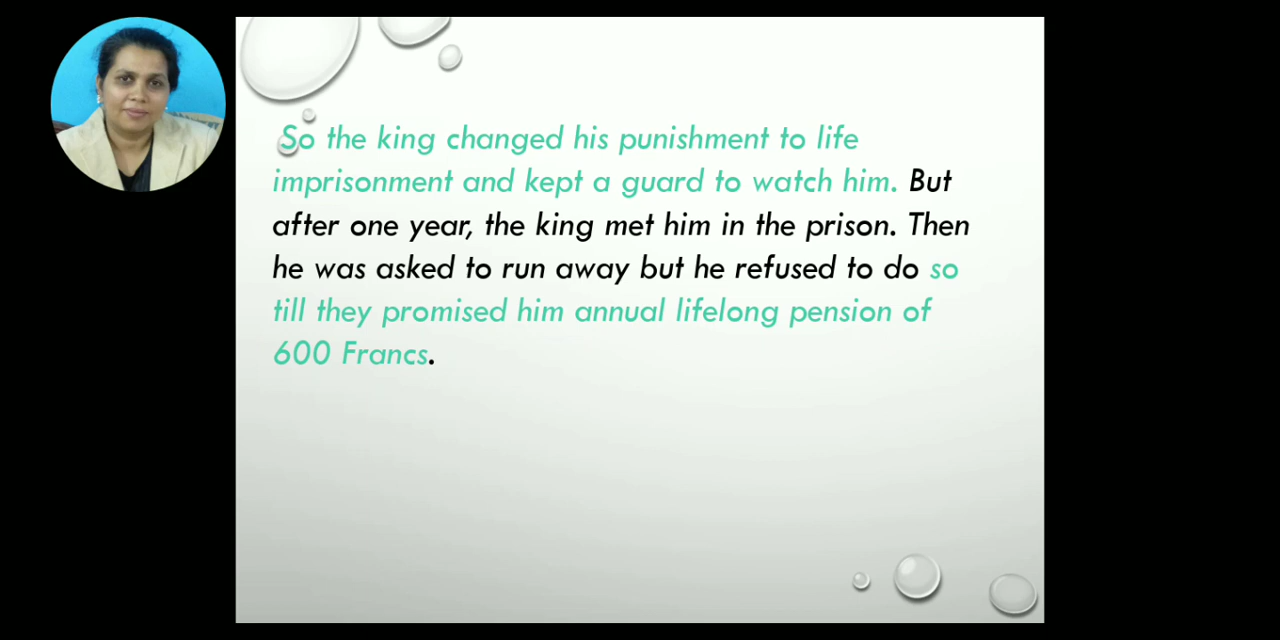 So the king changed his punishment to life
imprisonment and kept a guard to watch him. But
after one year, the king met him in the prison. Then
he was asked to run away but he refused to do so
till they promised him annual lifelong pension of
600 Francs.